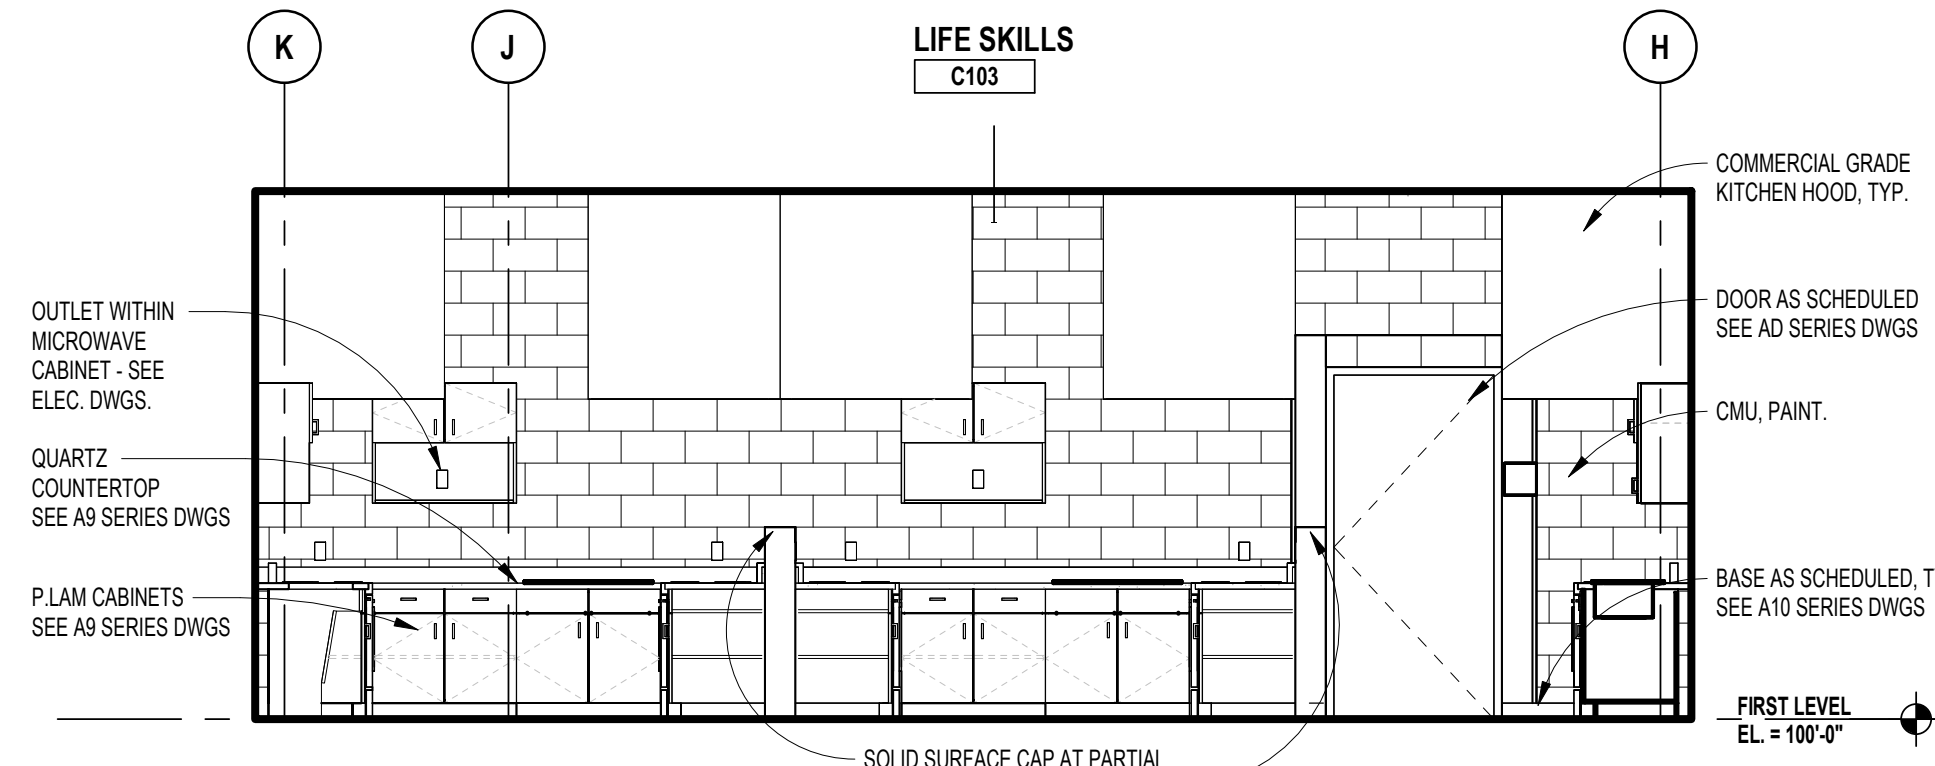 K
J
LIFE SKILLS
C103
H
COMMERCIAL GRADE
KITCHEN HOOD, TYP.
OUTLET WITHIN
MICROWAVE
CABINET - SEE
ELEC. DWGS.
DOOR AS SCHEDULED
SEE AD SERIES DWGS
CMU, PAINT.
QUARTZ
COUNTERTOP
SEE A9 SERIES DWGS
P.LAM CABINETS
SEE A9 SERIES DWGS
BASE AS SCHEDULED, T
SEE A10 SERIES DWGS
FIRST LEVEL
EL. = 100'-0"
SOLID SURFACE CAP AT PARTIAL